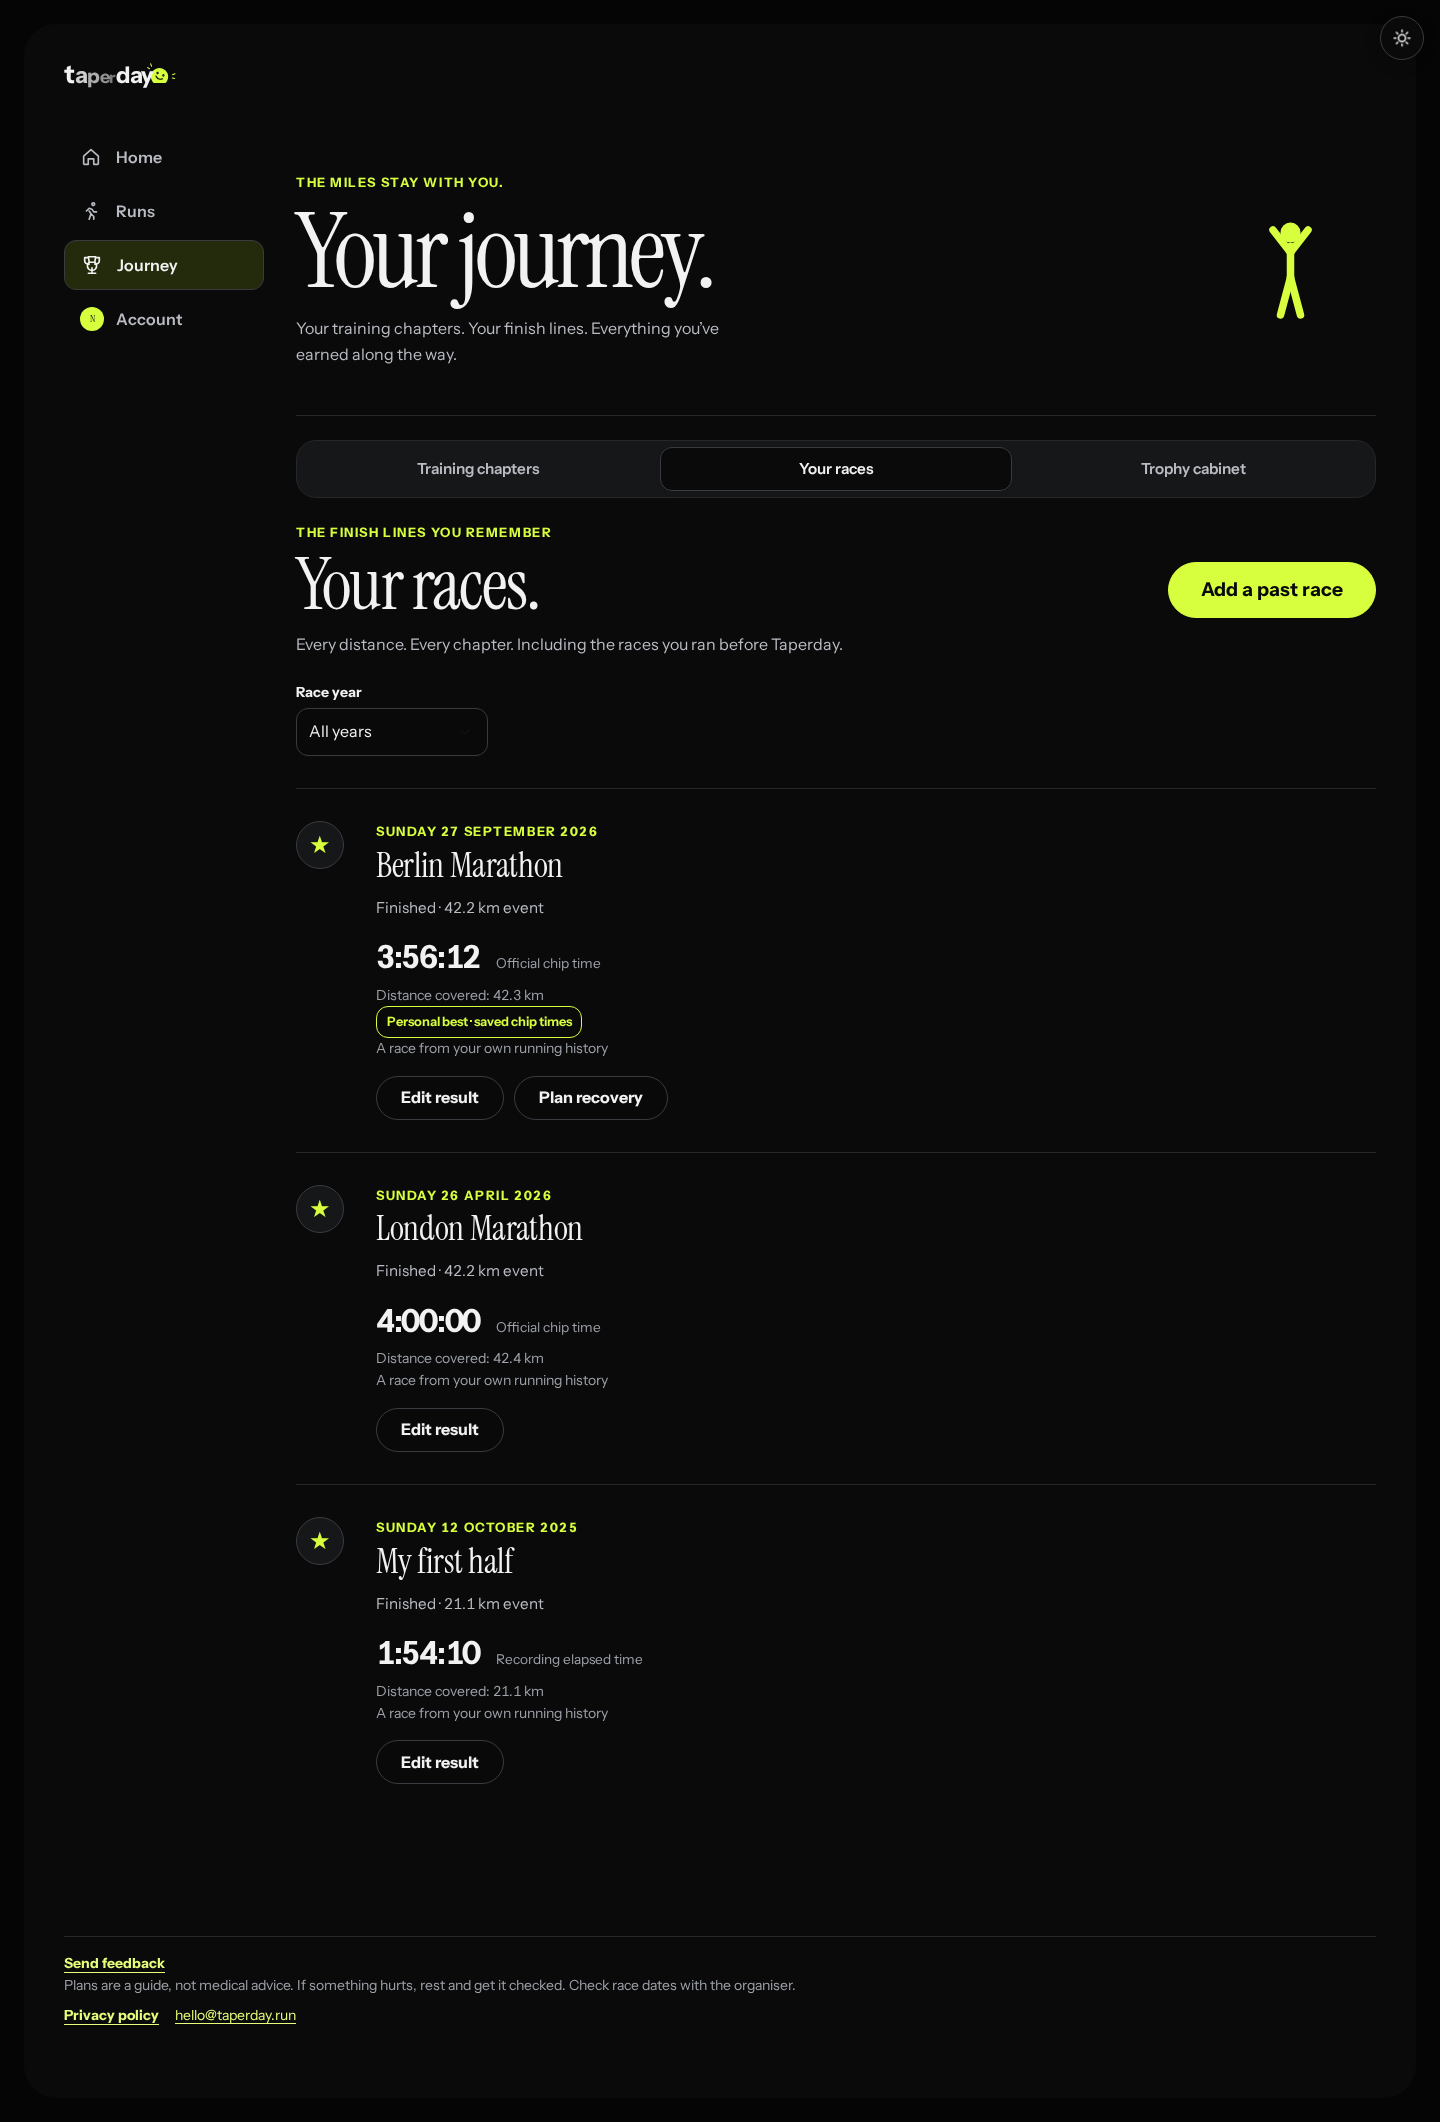 taperday
Home
Runs
Journey
N
Account
THE MILES STAY WITH YOU.
Your journey.
Your training chapters. Your finish lines. Everything you've
earned along the way.
Training chapters
Your races
Trophy cabinet
THE FINISH LINES YOU REMEMBER
Your races.
Add a past race
Every distance. Every chapter. Including the races you ran before Taperday.
Race year
All years
SUNDAY 27 SEPTEMBER 2026
Berlin Marathon
Finished · 42.2 km event
3:56:12 Official chip time
Distance covered: 42.3 km
Personal best · saved chip times
A race from your own running history
Edit result
Plan recovery
SUNDAY 26 APRIL 2026
London Marathon
Finished · 42.2 km event
4:00:00 Official chip time
Distance covered: 42.4 km
A race from your own running history
Edit result
SUNDAY 12 OCTOBER 2025
My first half
Finished · 21.1 km event
1:54:10 Recording elapsed time
Distance covered: 21.1 km
A race from your own running history
Edit result
Send feedback
Plans are a guide, not medical advice. If something hurts, rest and get it checked. Check race dates with the organiser.
Privacy policy hello@taperday.run